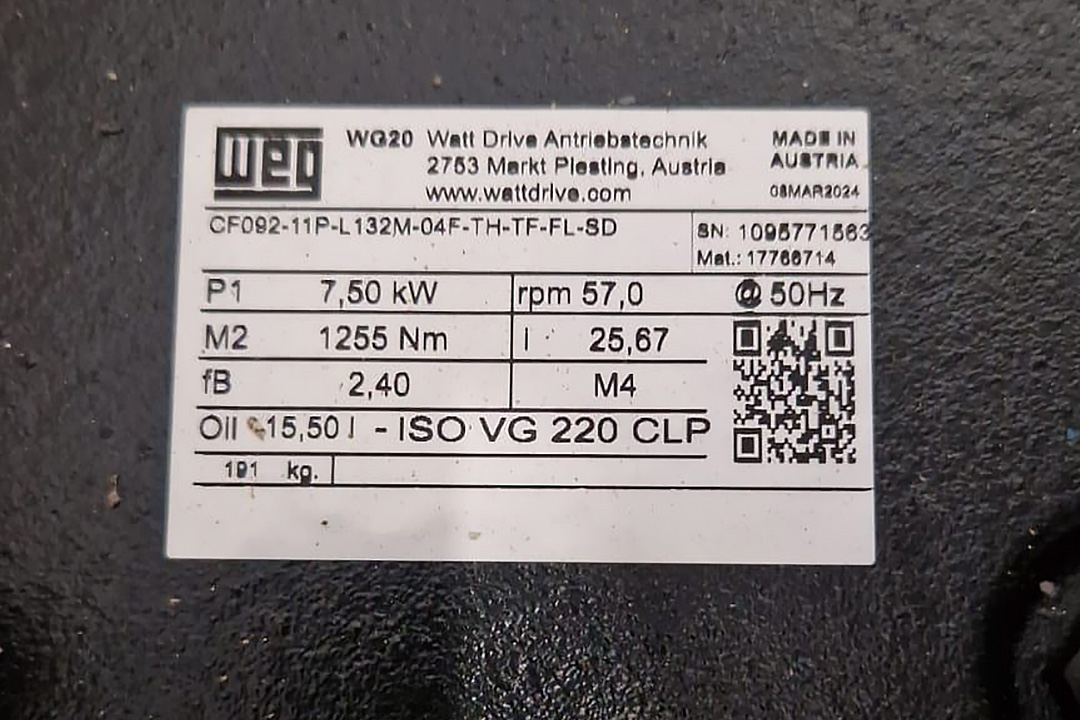 weg
WG20 Watt Drive Antriebstechnik
2753 Markt Piesting, Austria
www.wattdrive.com
MADE IN
AUSTRIA
08MAR2024
CF092-11P-L132M-04F-TH-TF-FL-SD
SN: 1095771563
Mat.: 17766714
P1 7,50 kW rpm 57,0 @ 50Hz
M2 1255 Nm i 25,67
fB 2,40 M4
Oil 15,50 l - ISO VG 220 CLP
191 kg.